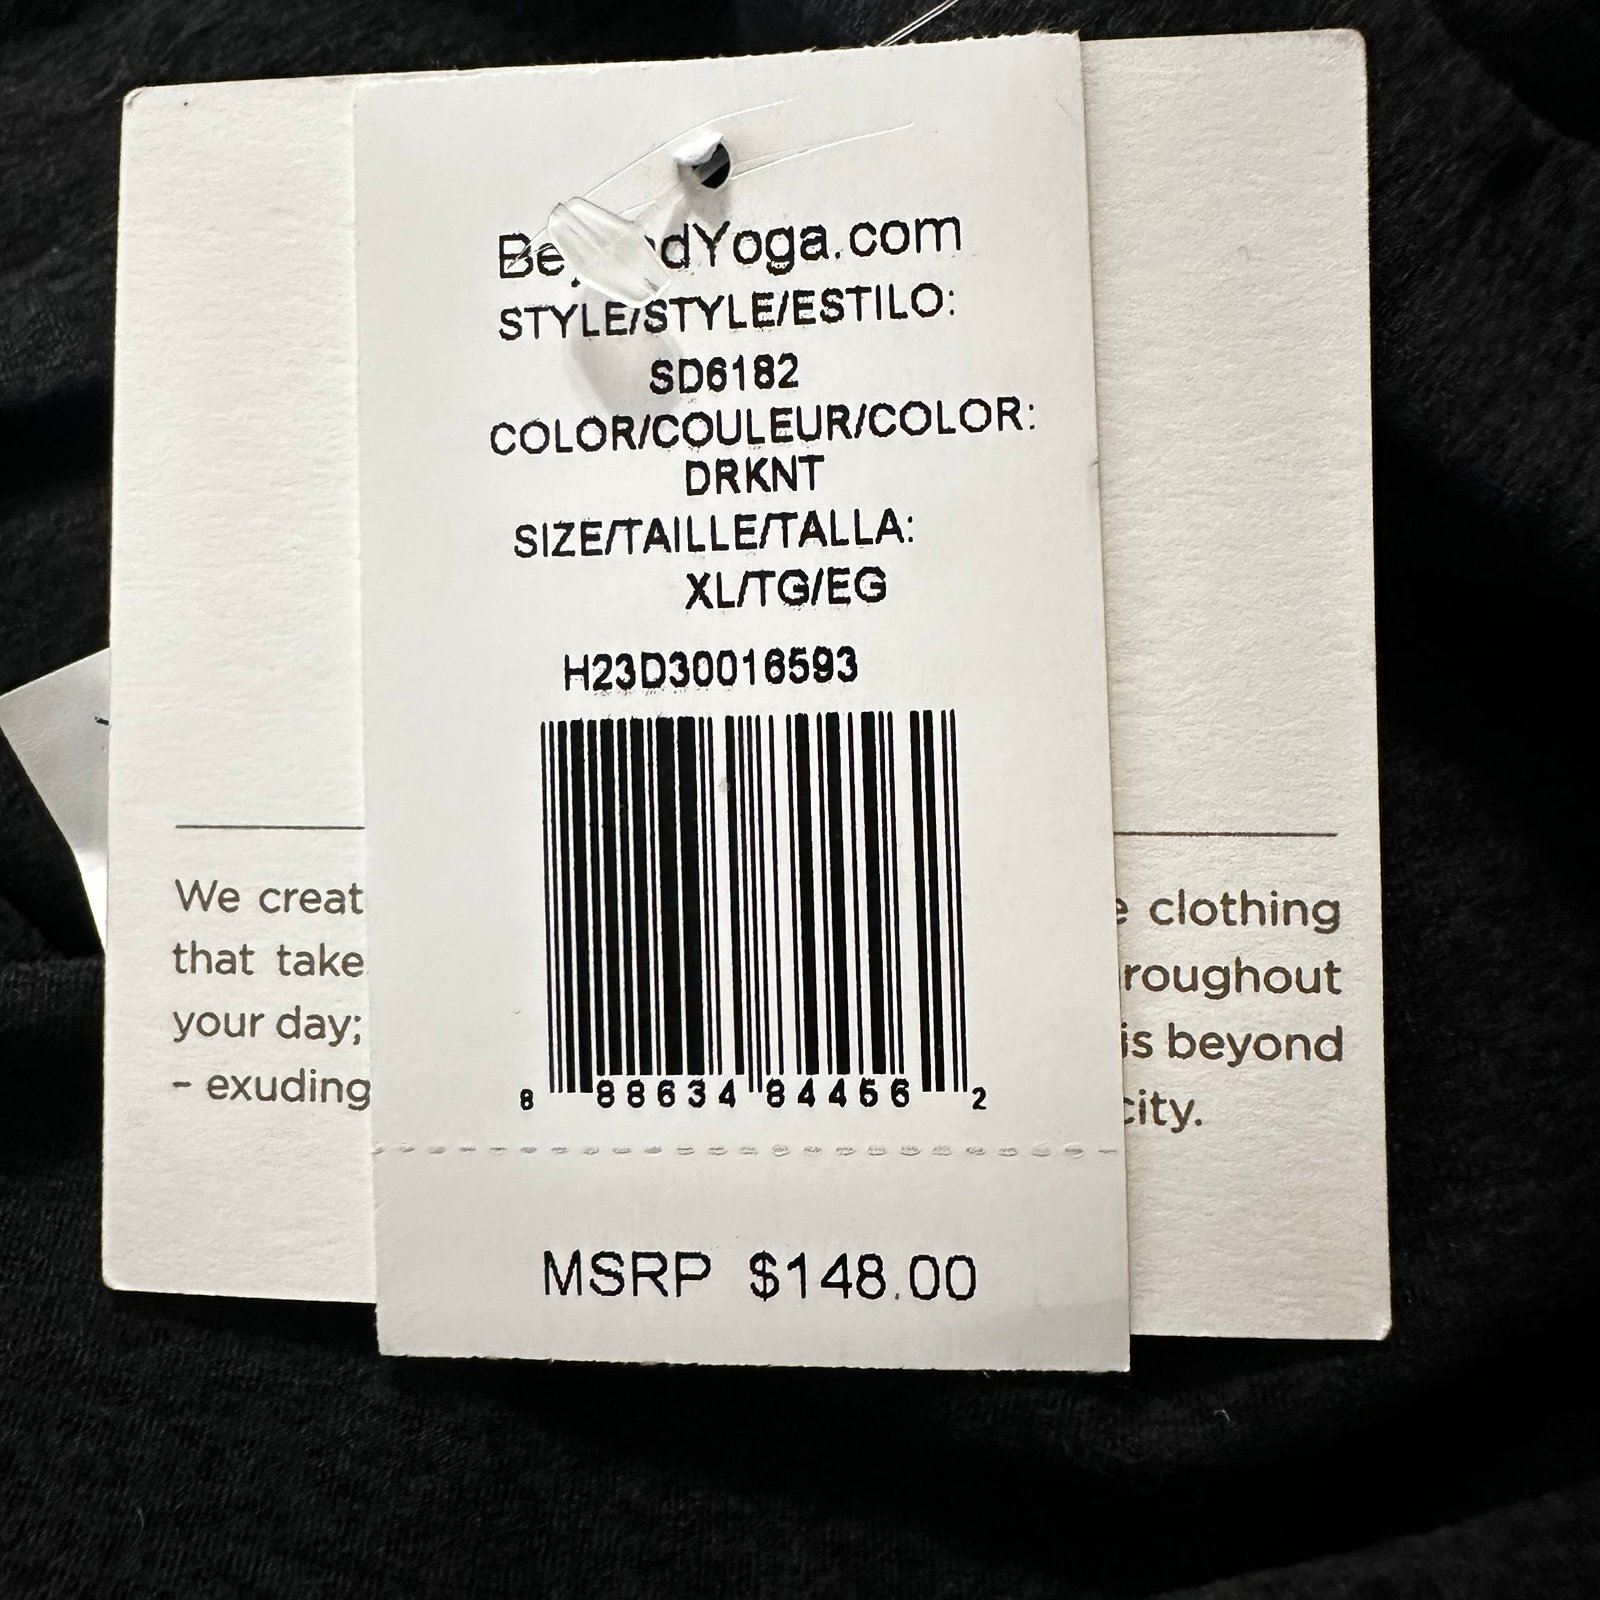 BeyondYoga.com
STYLE/STYLE/ESTILO:
SD6182
COLOR/COULEUR/COLOR:
DRKNT
SIZE/TAILLE/TALLA:
XL/TG/EG
H23D30016593
8 88634 84456 2
MSRP $148.00
We creat
clothing
that take
roughout
your day;
is beyond
– exuding
city.